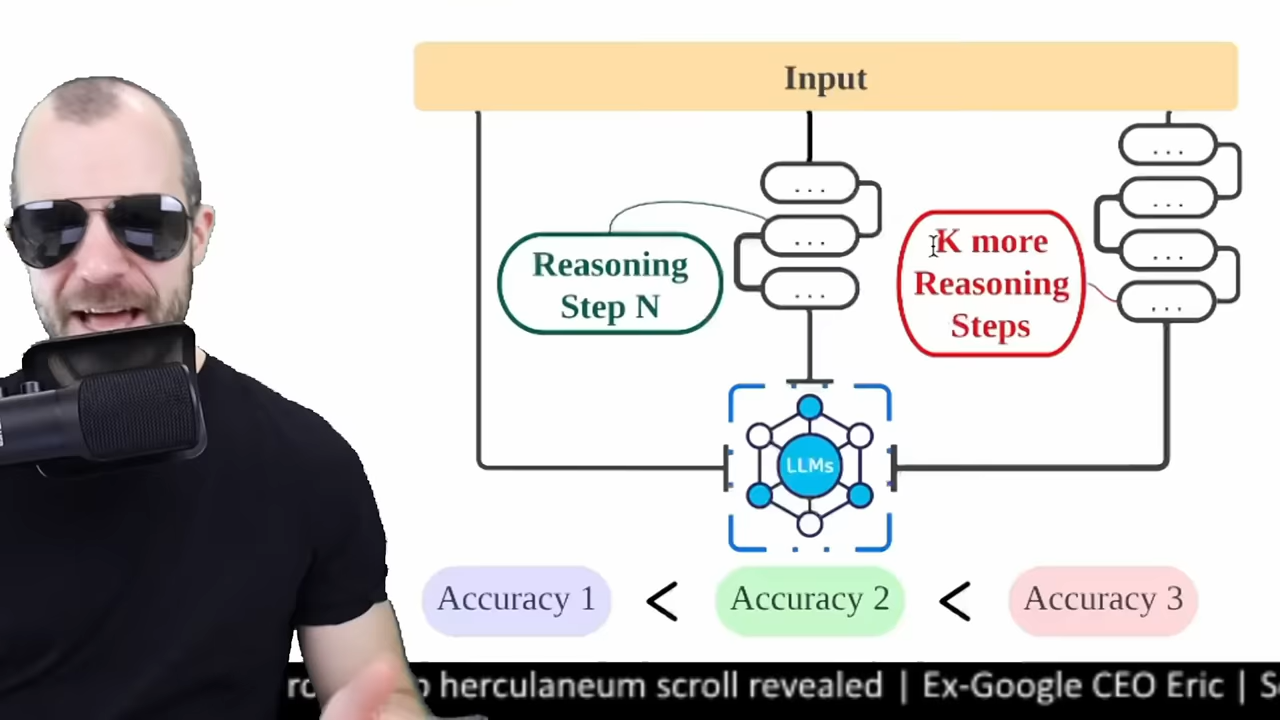 Input
...
...
...
...
...
...
...
Reasoning
Step N
K more
Reasoning
Steps
LLMs
Accuracy 1 < Accuracy 2 < Accuracy 3
herculaneum scroll revealed | Ex-Google CEO Eric |